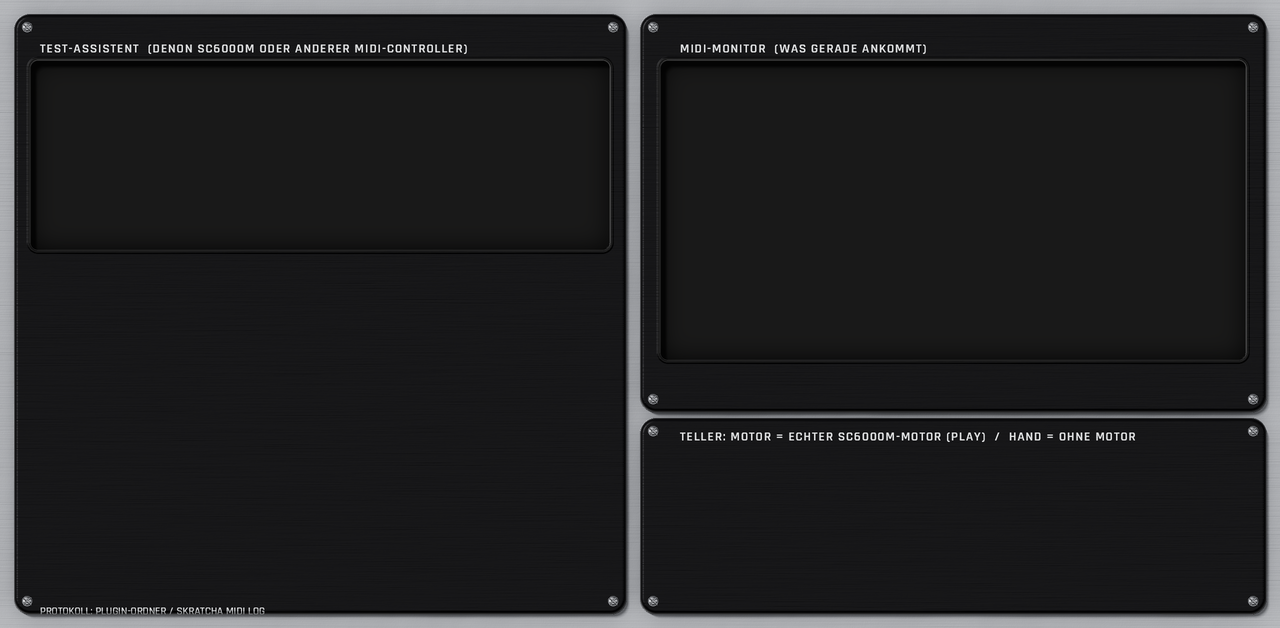 TEST-ASSISTENT (DENON SC6000M ODER ANDERER MIDI-CONTROLLER)
MIDI-MONITOR (WAS GERADE ANKOMMT)
TELLER: MOTOR = ECHTER SC6000M-MOTOR (PLAY) / HAND = OHNE MOTOR
PROTOKOLL: PLUGIN-ORDNER / SKRATCHA MIDI LOG